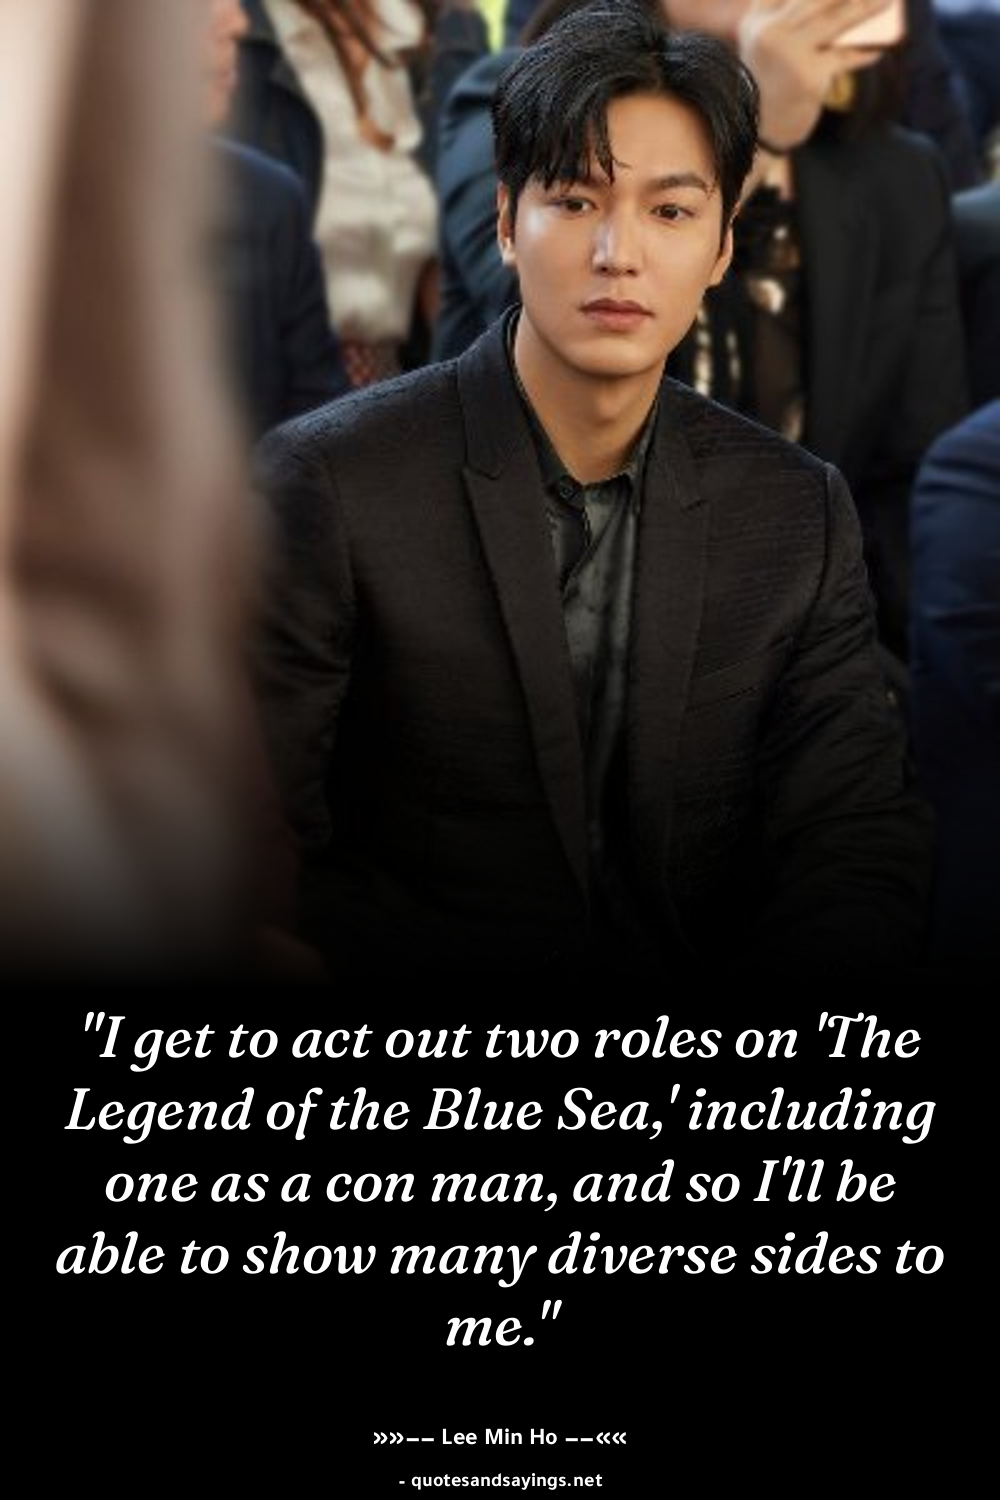 "I get to act out two roles on 'The
Legend of the Blue Sea,' including
one as a con man, and so I'll be
able to show many diverse sides to
me."
»»–– Lee Min Ho ––««
- quotesandsayings.net